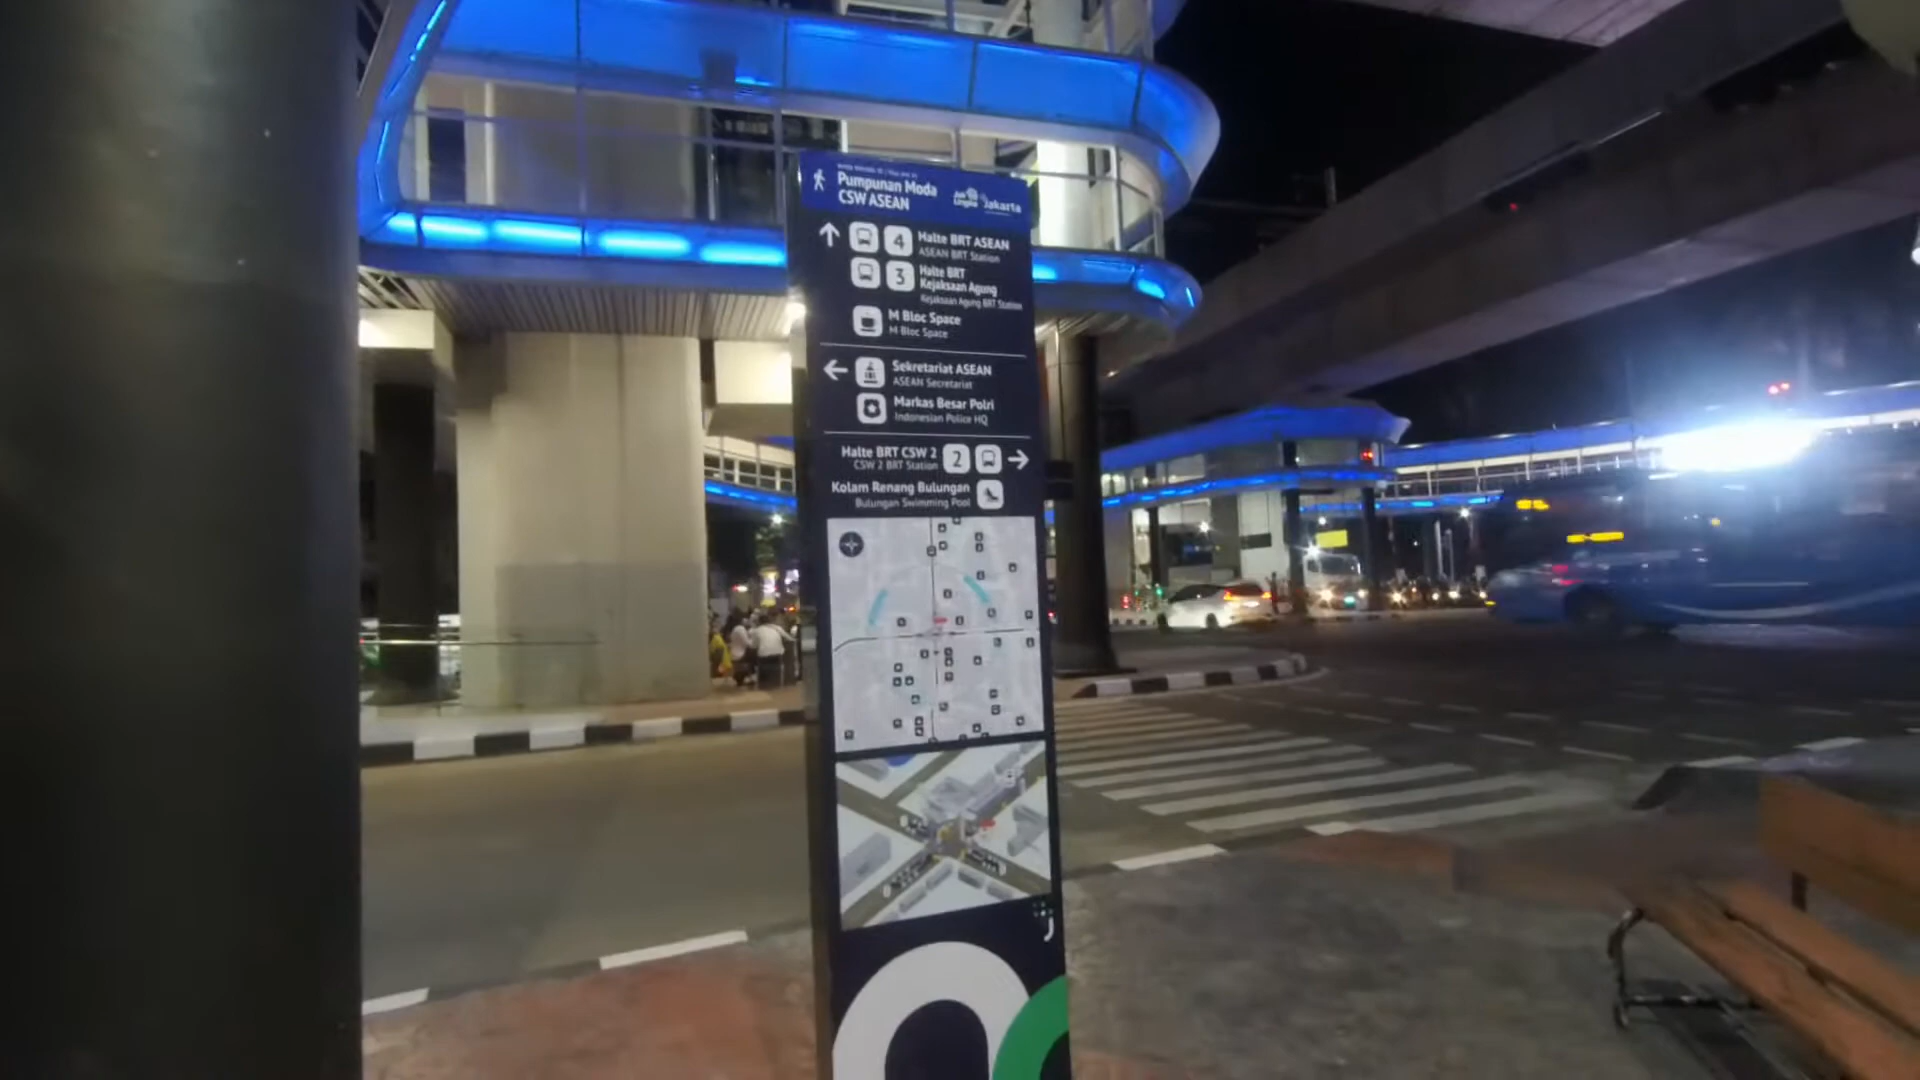 Pumpunan Moda
CSW ASEAN
Jak Lingko
Jakarta
4 Halte BRT ASEAN
ASEAN BRT Station
3 Halte BRT
Kejaksaan Agung
Kejaksaan Agung BRT Station
M Bloc Space
M Bloc Space
Sekretariat ASEAN
ASEAN Secretariat
Markas Besar Polri
Indonesian Police HQ
Halte BRT CSW 2 2
CSW 2 BRT Station
Kolam Renang Bulungan
Bulungan Swimming Pool